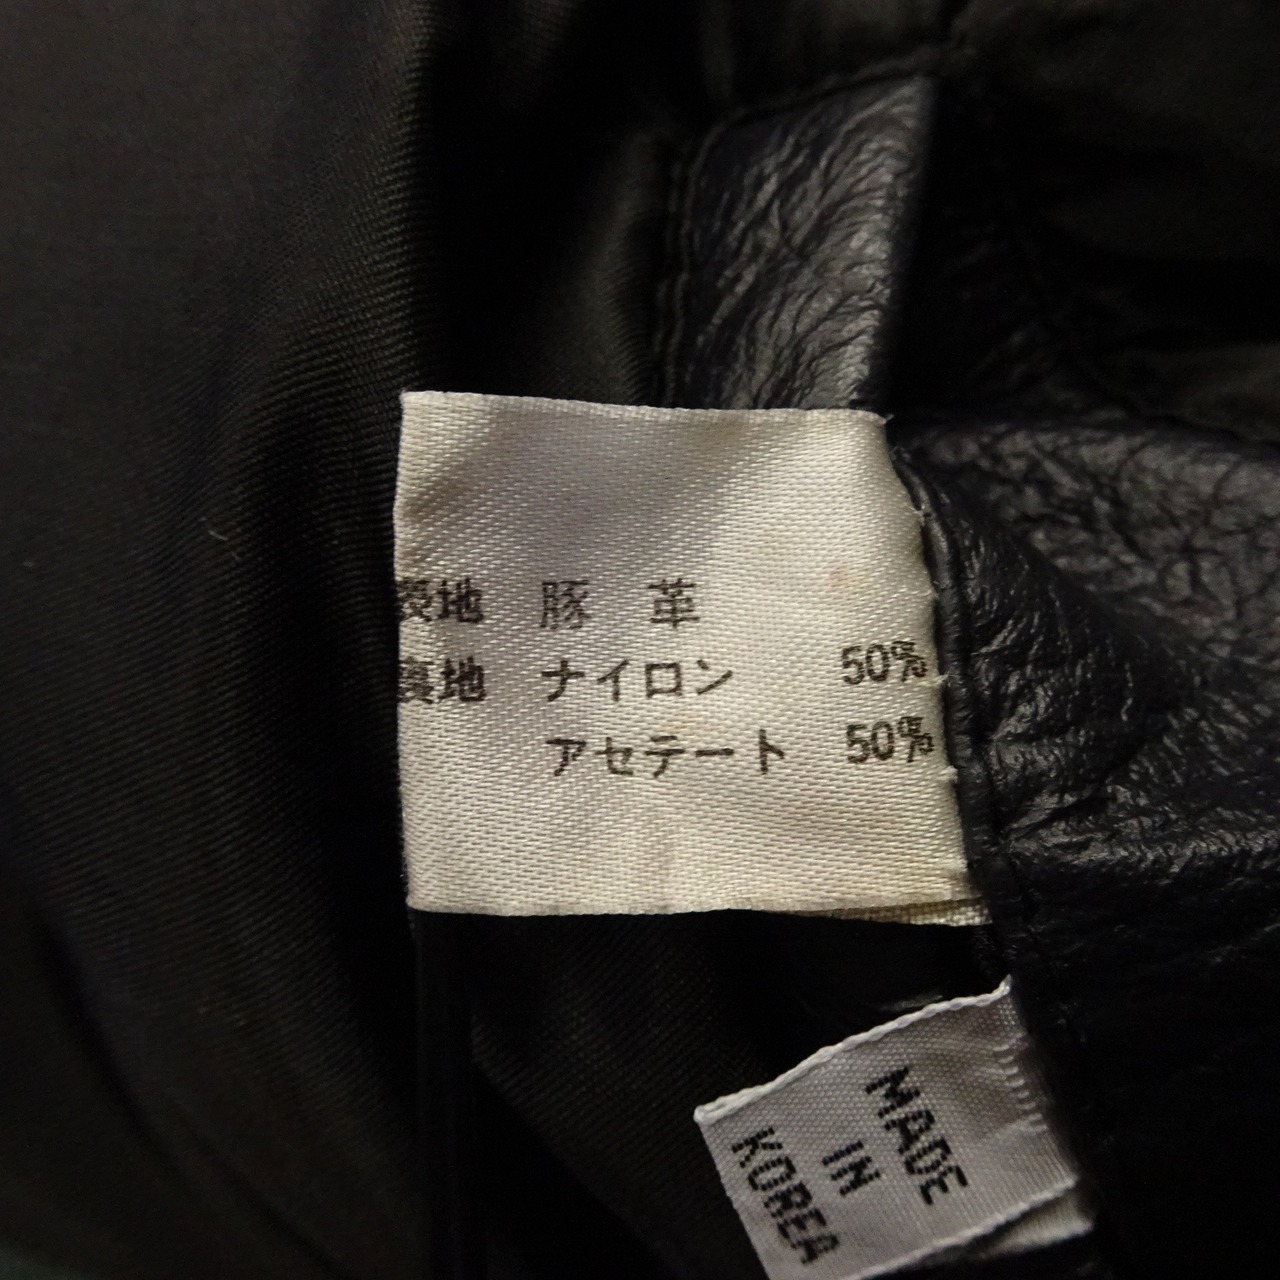 表地 豚 革
裏地 ナイロン 50%
アセテート 50%
MADE
IN
KOREA